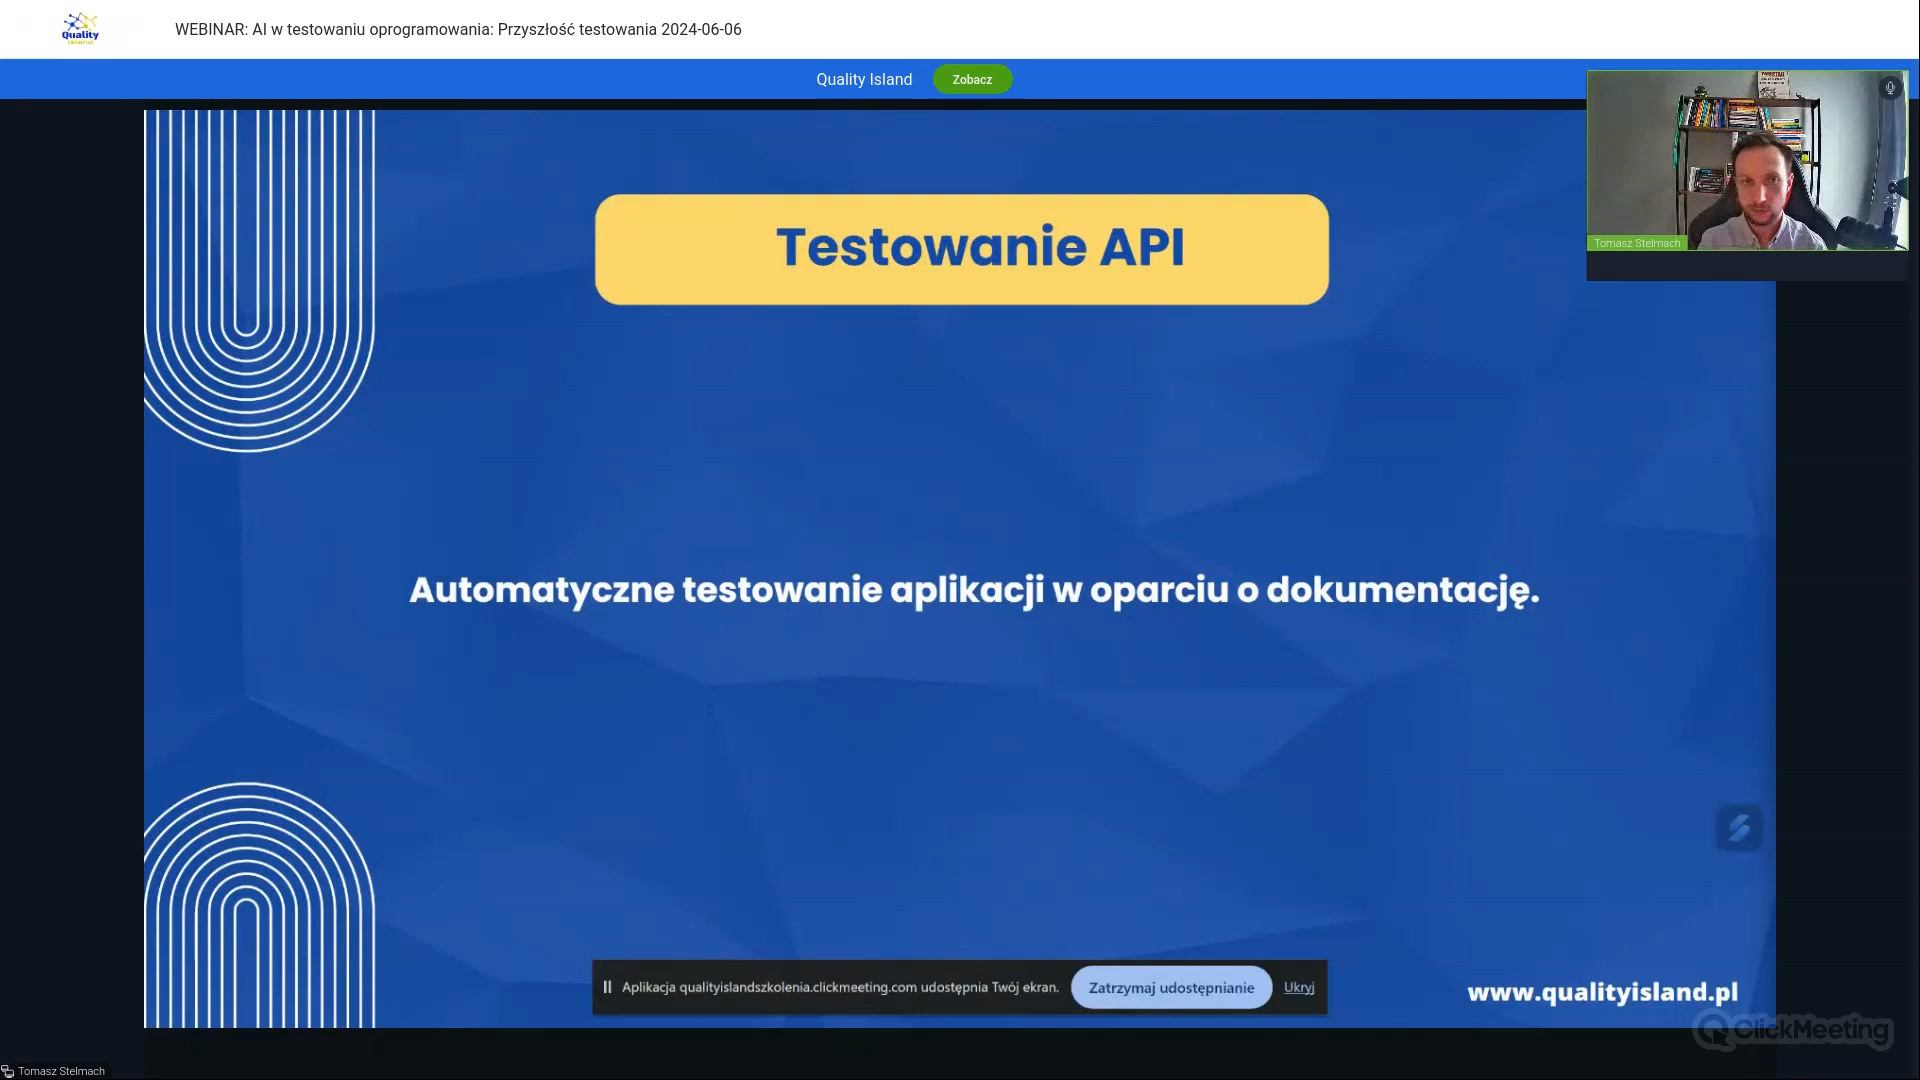 Quality
Island
WEBINAR: AI w testowaniu oprogramowania: Przyszłość testowania 2024-06-06
Quality Island
Zobacz
Tomasz Stelmach
Testowanie API
Automatyczne testowanie aplikacji w oparciu o dokumentację.
Aplikacja qualityislandszkolenia.clickmeeting.com udostępnia Twój ekran.
Zatrzymaj udostępnianie
Ukryj
www.qualityisland.pl
ClickMeeting
Tomasz Stelmach